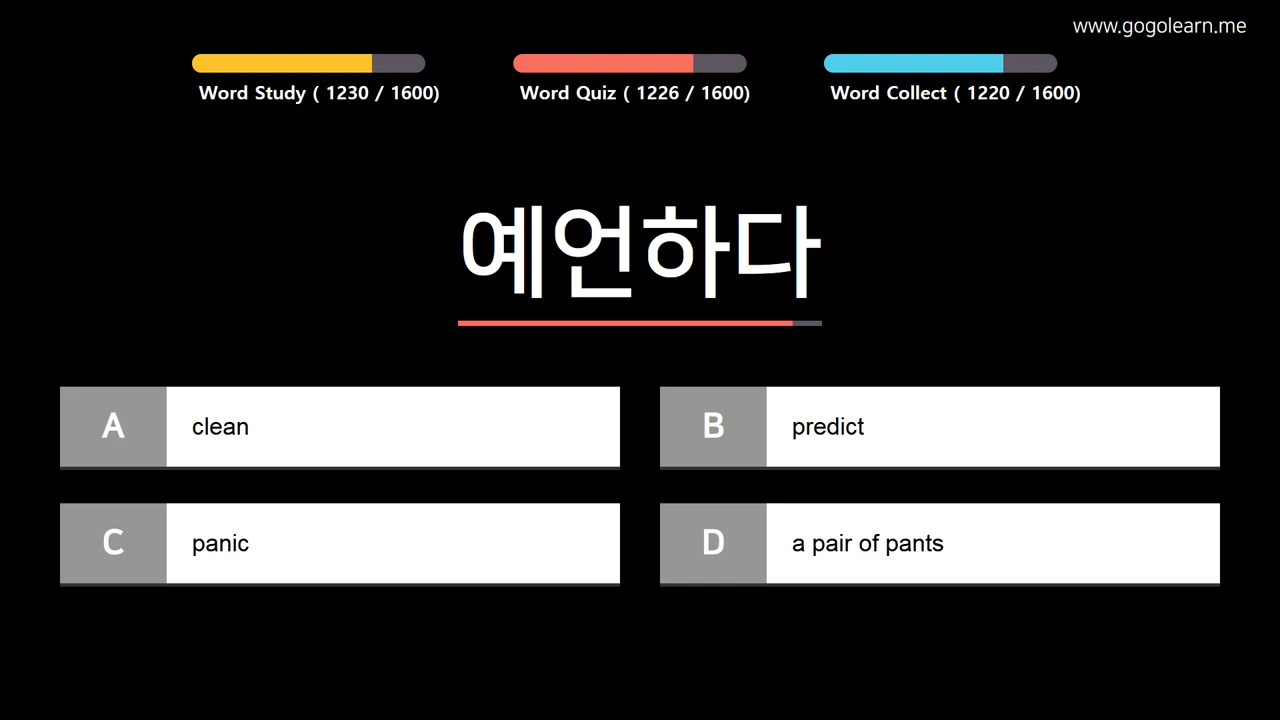 www.gogolearn.me
Word Study ( 1230 / 1600)
Word Quiz ( 1226 / 1600)
Word Collect ( 1220 / 1600)
예언하다
A clean
B predict
C panic
D a pair of pants